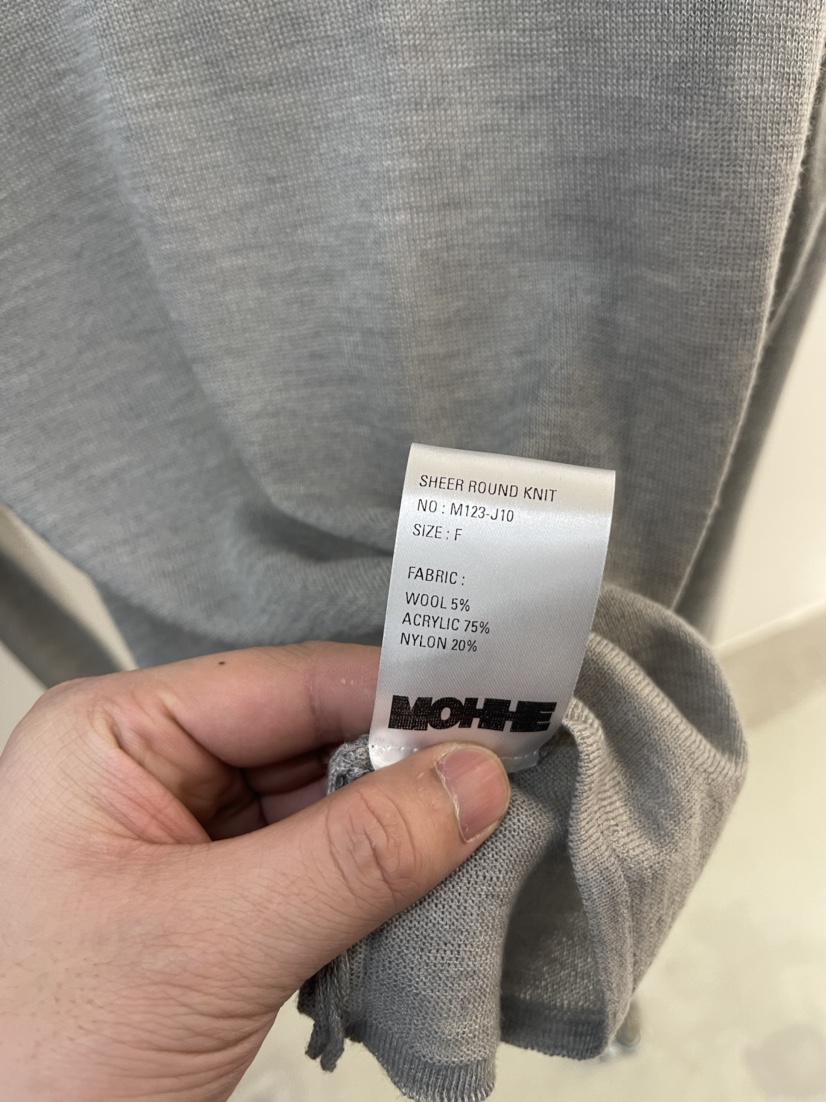 SHEER ROUND KNIT
NO : M123-J10
SIZE : F
FABRIC :
WOOL 5%
ACRYLIC 75%
NYLON 20%
MOHHE